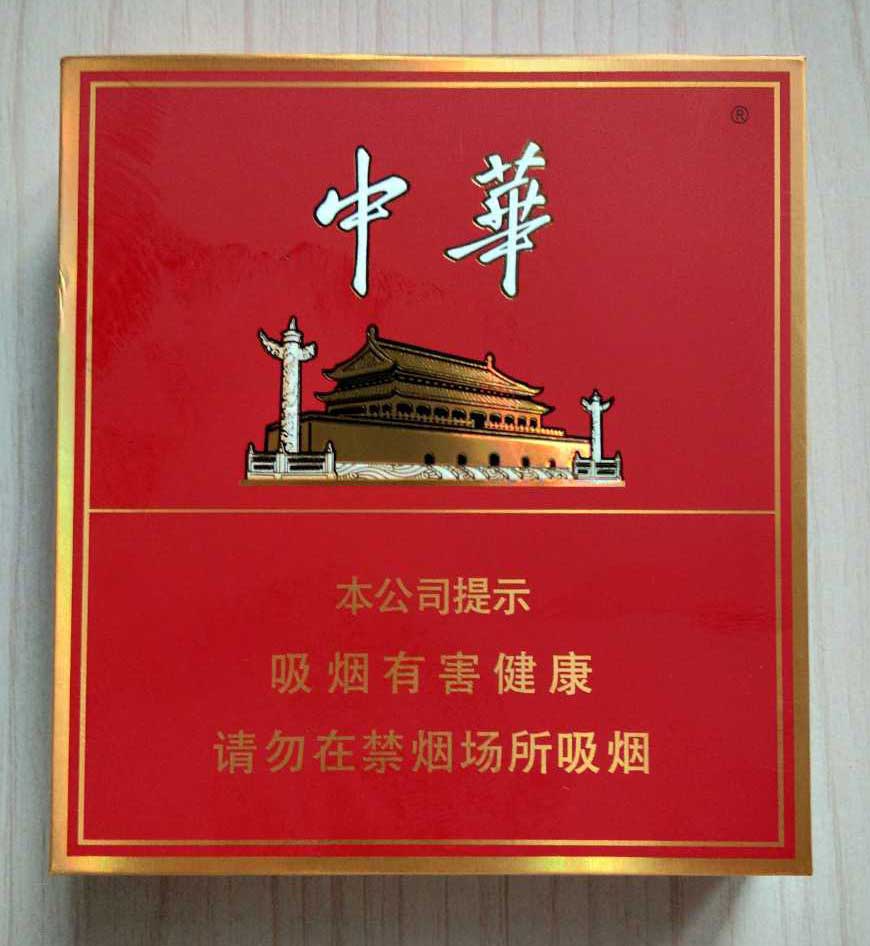 ®
中華
本公司提示
吸烟有害健康
请勿在禁烟场所吸烟